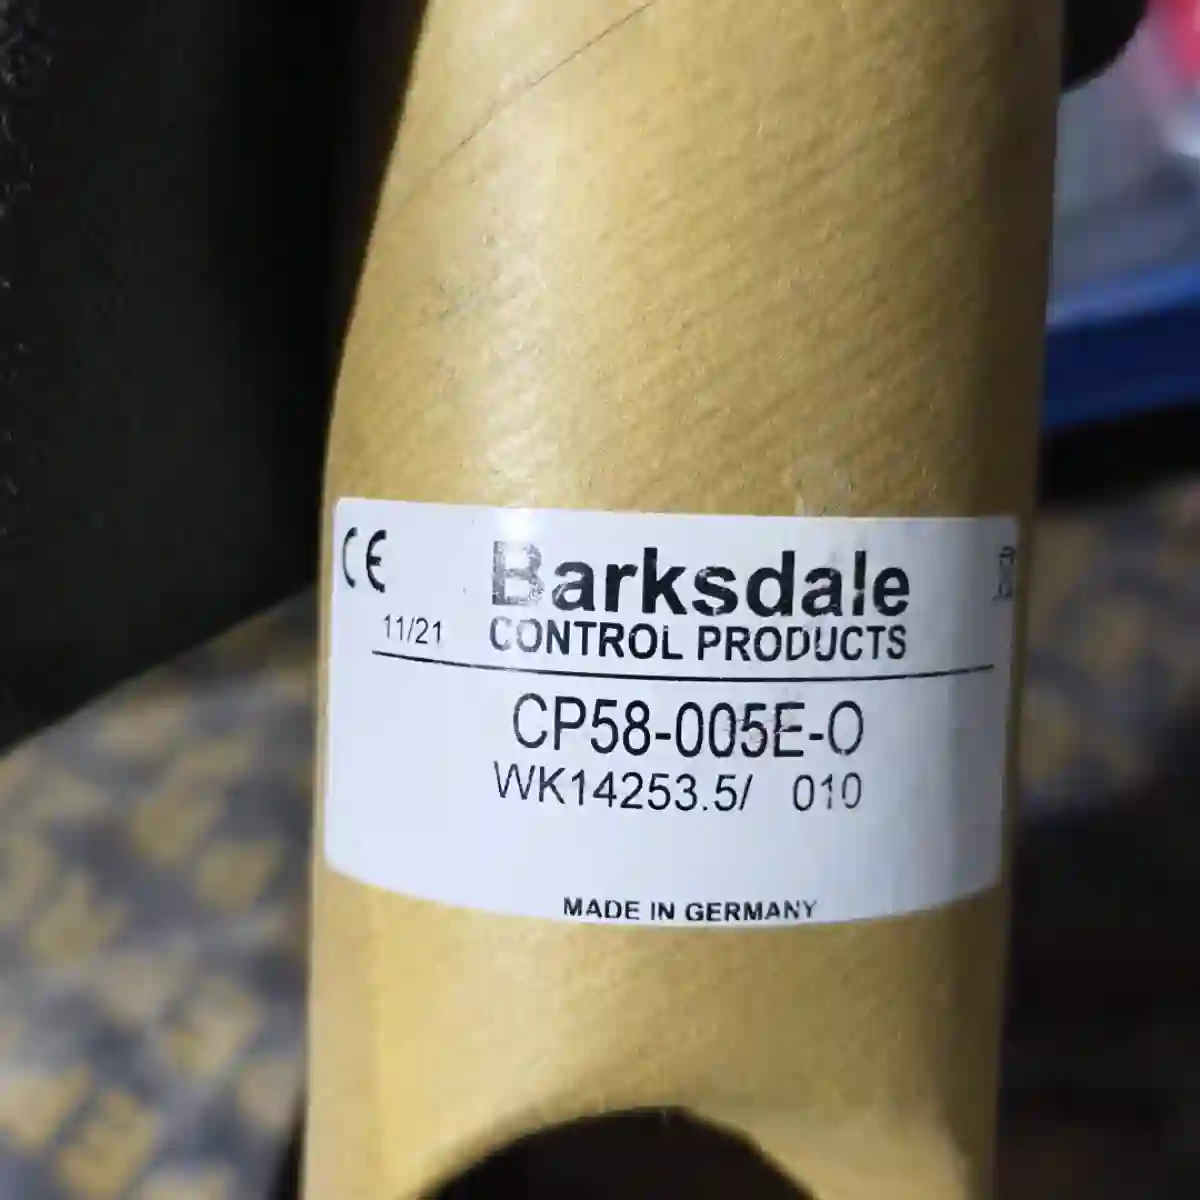 CE
Barksdale
11/21
CONTROL PRODUCTS
CP58-005E-O
WK14253.5/ 010
MADE IN GERMANY